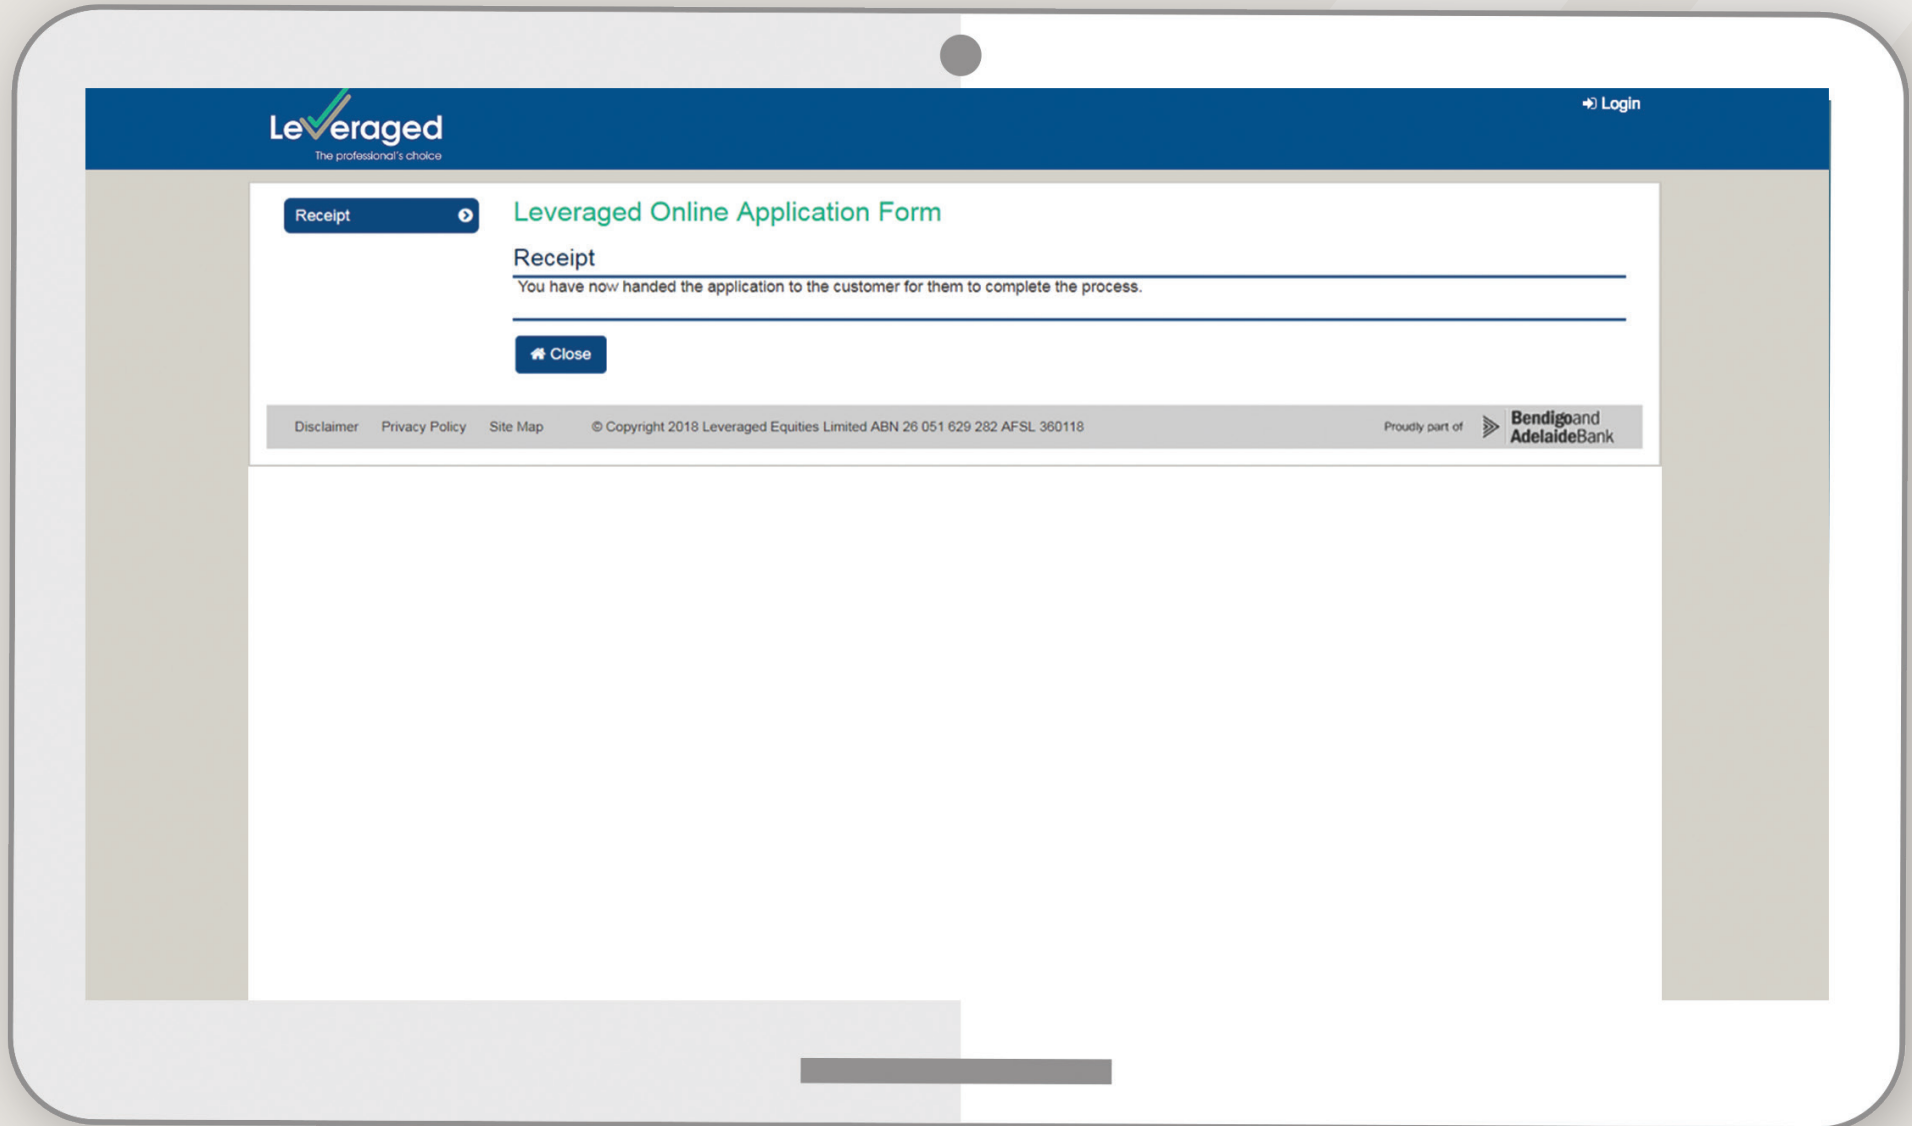 Leveraged
The professional's choice
Login
Receipt
Leveraged Online Application Form
Receipt
You have now handed the application to the customer for them to complete the process.
Close
Disclaimer Privacy Policy Site Map © Copyright 2018 Leveraged Equities Limited ABN 26 051 629 282 AFSL 360118 Proudly part of
Bendigoand
AdelaideBank